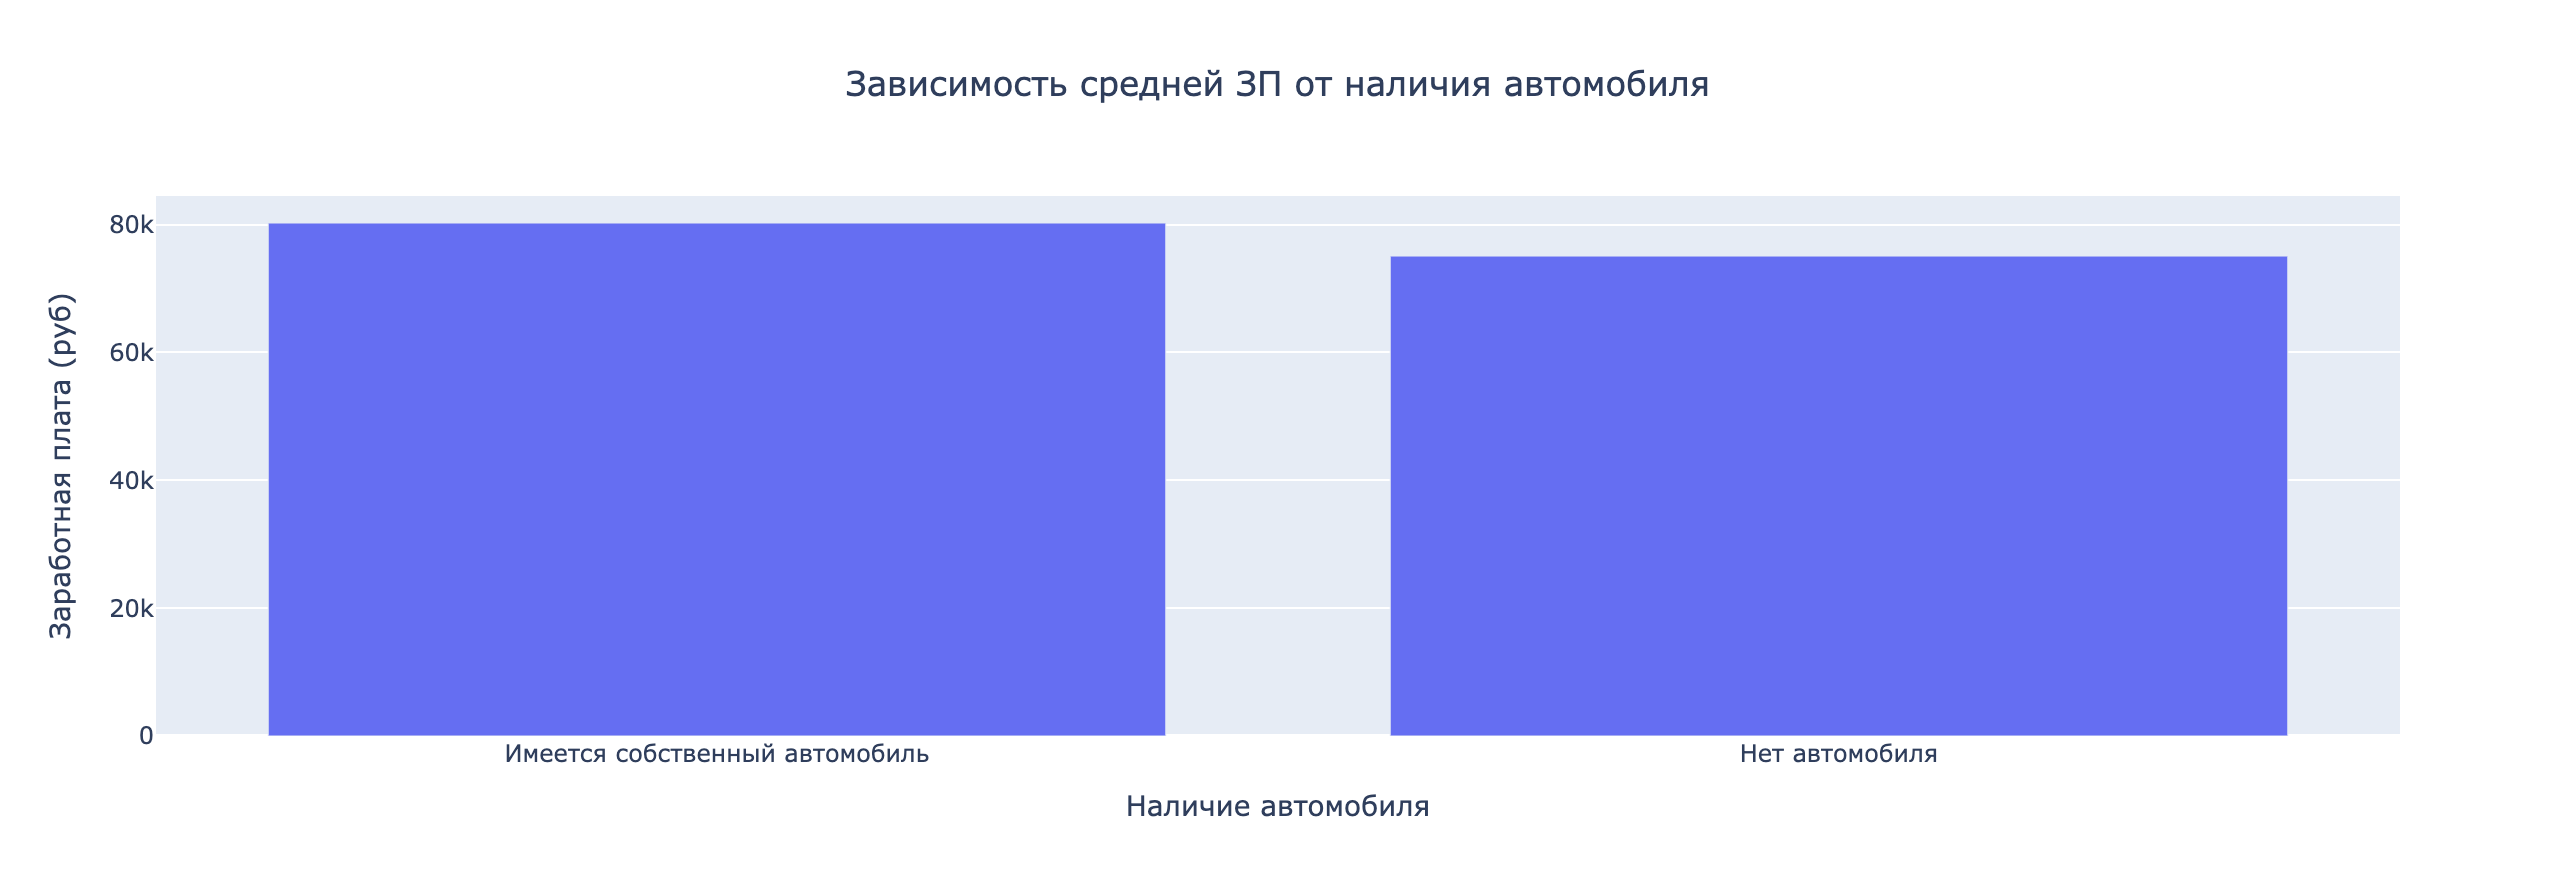 Зависимость средней ЗП от наличия автомобиля
Заработная плата (руб)
80k
60k
40k
20k
0
Имеется собственный автомобиль
Нет автомобиля
Наличие автомобиля